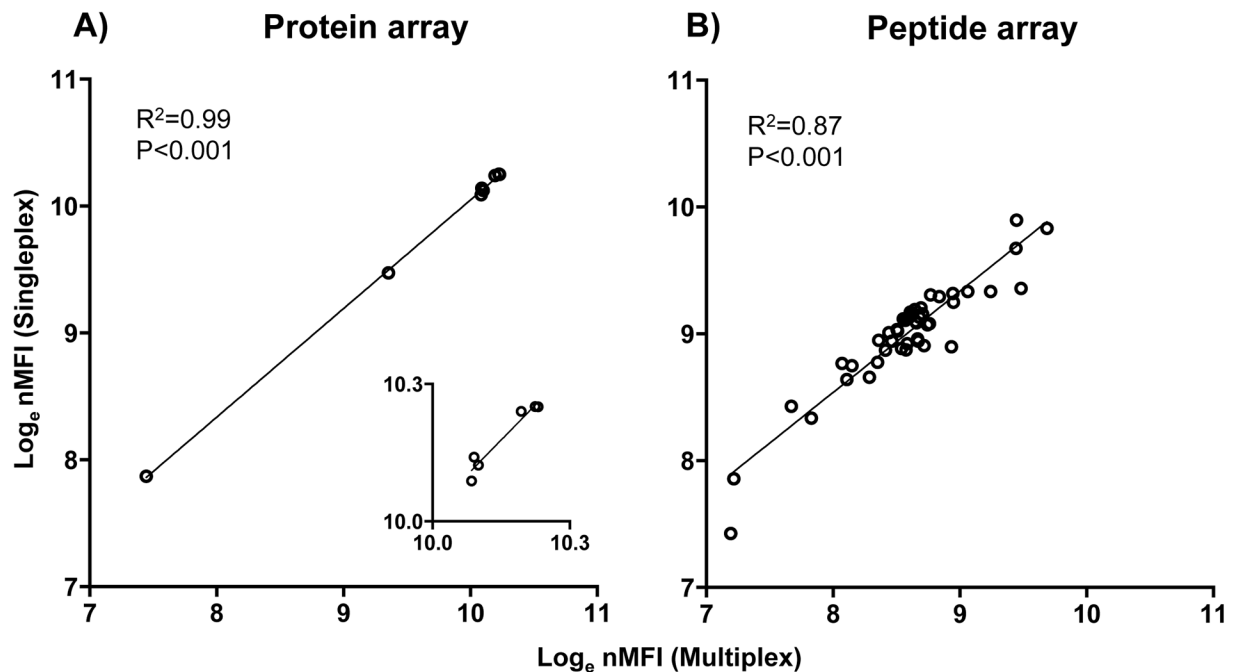 A) Protein array
R²=0.99
P<0.001
Logₑ nMFI (Singleplex)
11
10
9
8
7
7 8 9 10 11
10.3
10.0
10.0 10.3
B) Peptide array
R²=0.87
P<0.001
11
10
9
8
7
7 8 9 10 11
Logₑ nMFI (Multiplex)